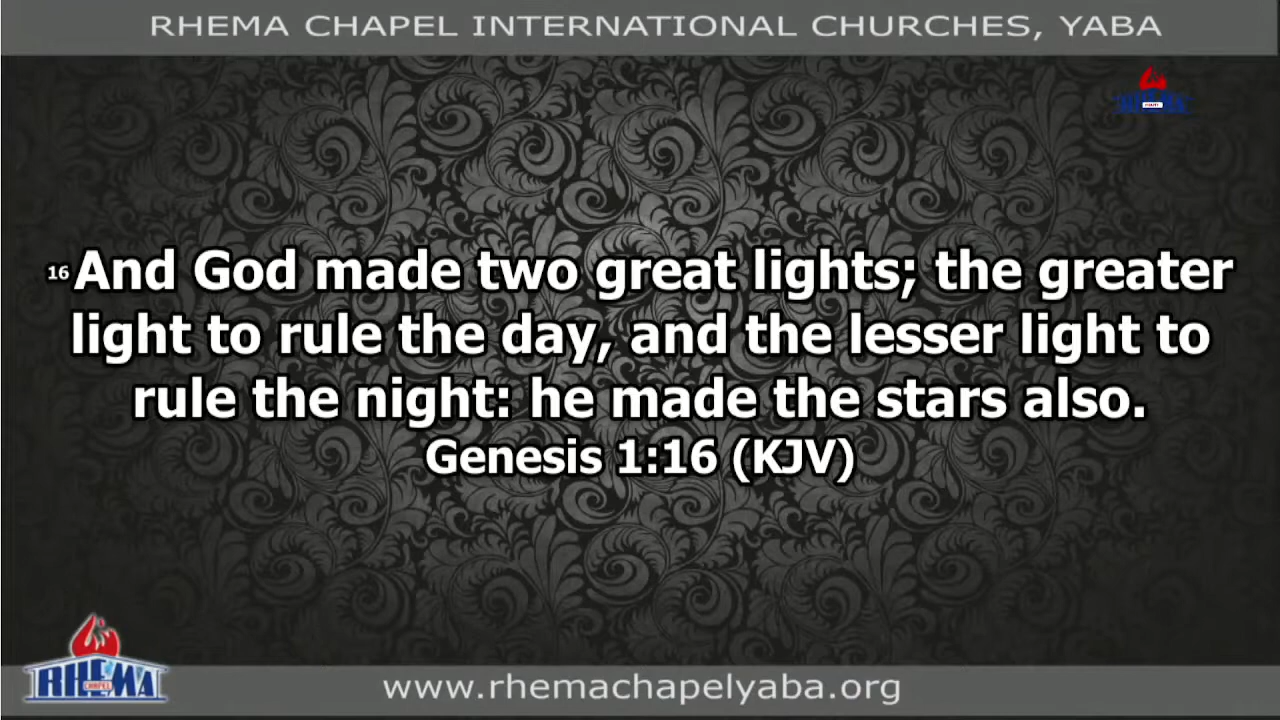 RHEMA CHAPEL INTERNATIONAL CHURCHES, YABA
RHEMA
16 And God made two great lights; the greater
light to rule the day, and the lesser light to
rule the night: he made the stars also.
Genesis 1:16 (KJV)
RHEMA
CHAPEL
www.rhemachapelyaba.org